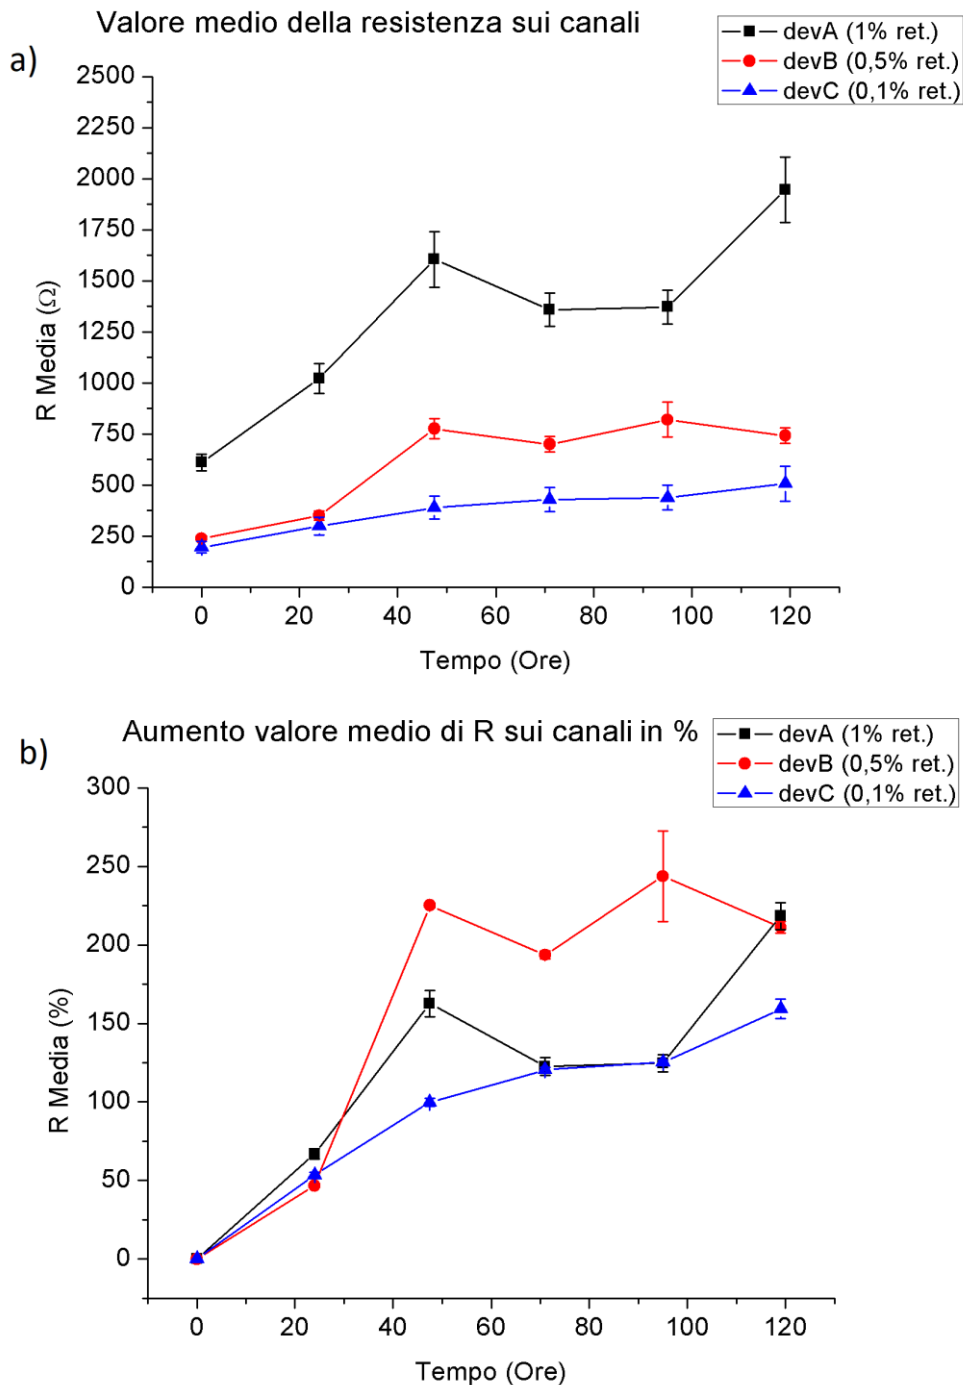 Valore medio della resistenza sui canali
devA (1% ret.)
devB (0,5% ret.)
devC (0,1% ret.)
a)
2500
2250
2000
1750
1500
1250
1000
750
500
250
0
R Media (Ω)
0 20 40 60 80 100 120
Tempo (Ore)
Aumento valore medio di R sui canali in %
devA (1% ret.)
devB (0,5% ret.)
devC (0,1% ret.)
b)
300
250
200
150
100
50
0
R Media (%)
0 20 40 60 80 100 120
Tempo (Ore)